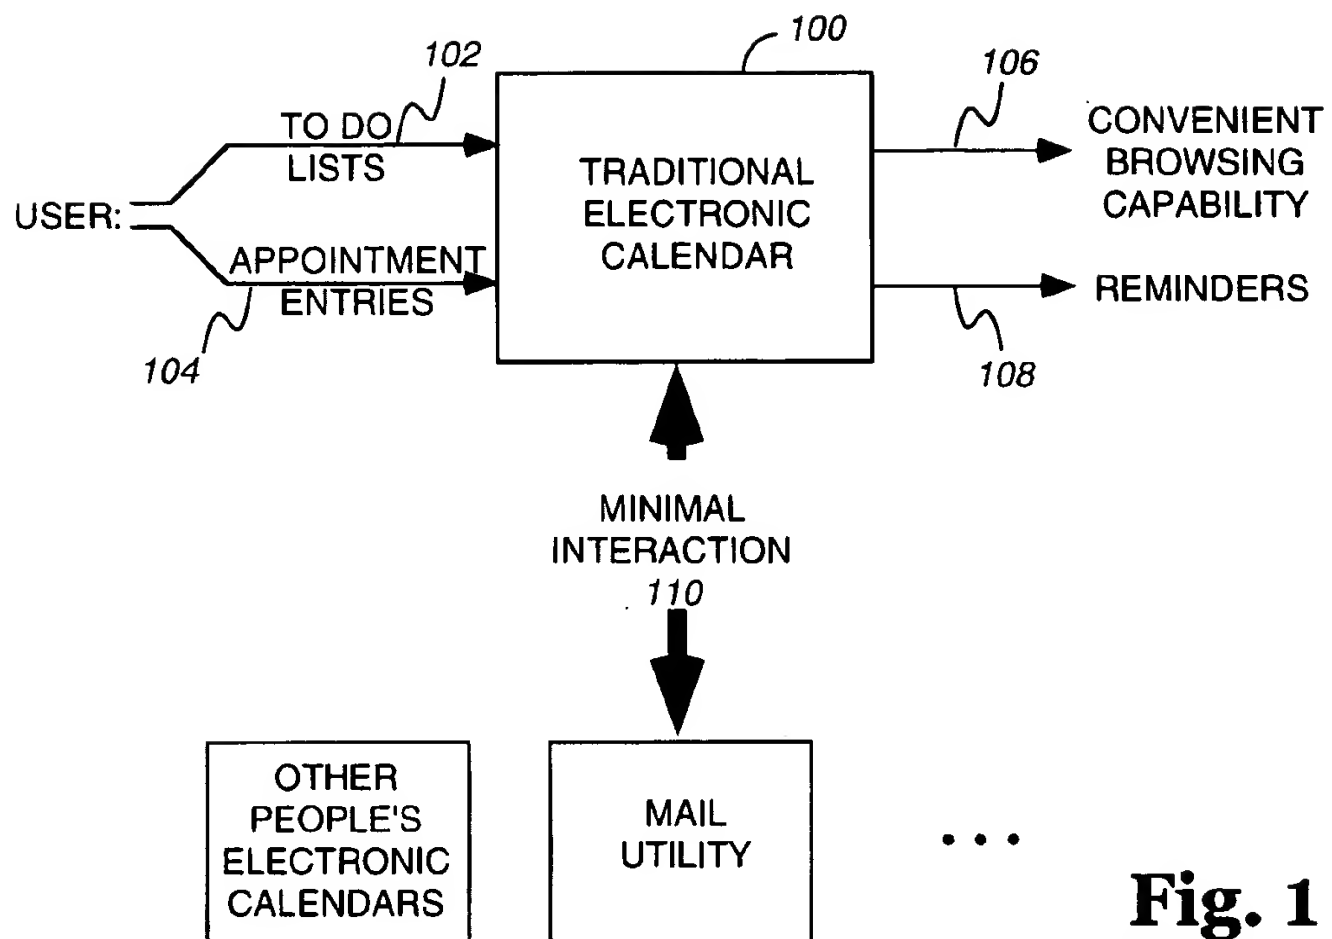 100
102
106
TO DO
LISTS
CONVENIENT
BROWSING
CAPABILITY
TRADITIONAL
ELECTRONIC
CALENDAR
USER:
APPOINTMENT
ENTRIES
REMINDERS
104
108
MINIMAL
INTERACTION
110
OTHER
PEOPLE'S
ELECTRONIC
CALENDARS
MAIL
UTILITY
• • •
Fig. 1